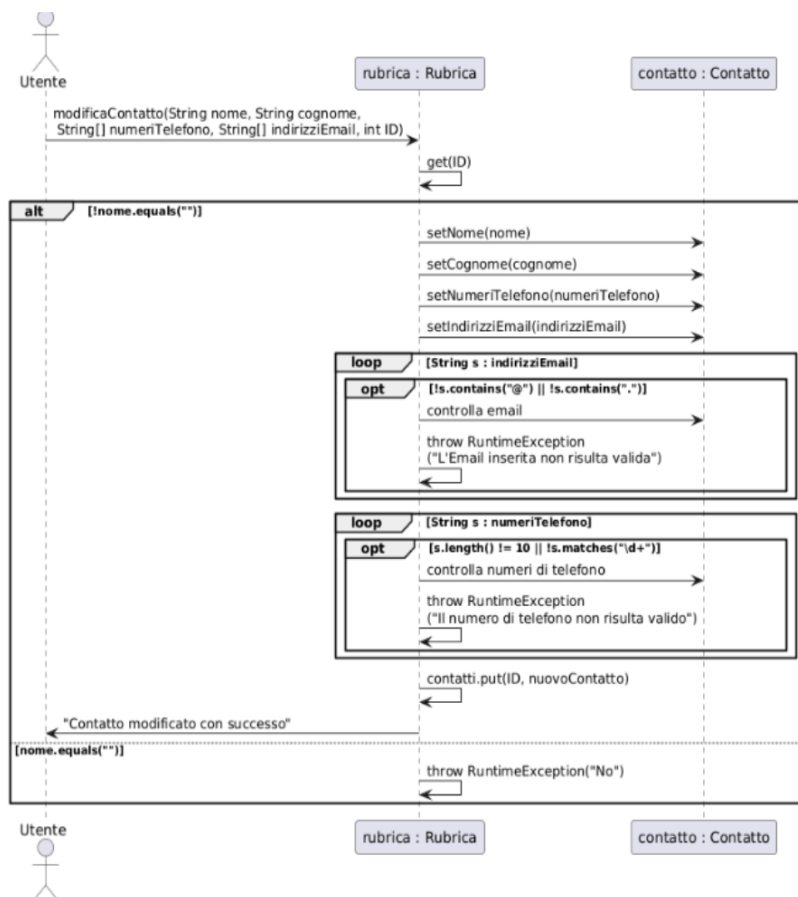 Utente
rubrica : Rubrica
contatto : Contatto
modificaContatto(String nome, String cognome,
String[] numeriTelefono, String[] indirizziEmail, int ID)
get(ID)
alt
[!nome.equals("")]
setNome(nome)
setCognome(cognome)
setNumeriTelefono(numeriTelefono)
setIndirizziEmail(indirizziEmail)
loop
[String s : indirizziEmail]
opt
[!s.contains("@") || !s.contains(".")]
controlla email
throw RuntimeException
("L'Email inserita non risulta valida")
loop
[String s : numeriTelefono]
opt
[s.length() != 10 || !s.matches("\d+")]
controlla numeri di telefono
throw RuntimeException
("Il numero di telefono non risulta valido")
contatti.put(ID, nuovoContatto)
"Contatto modificato con successo"
[nome.equals("")]
throw RuntimeException("No")
Utente
rubrica : Rubrica
contatto : Contatto